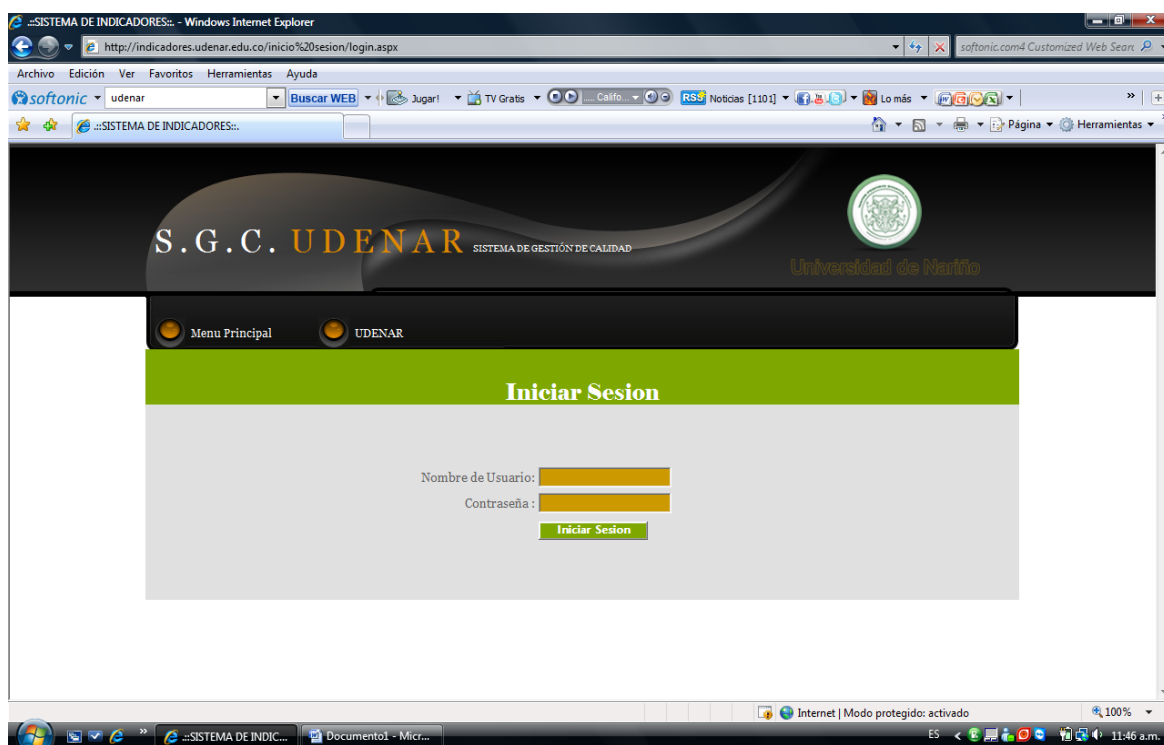 .::SISTEMA DE INDICADORES::. - Windows Internet Explorer
http://indicadores.udenar.edu.co/inicio%20sesion/login.aspx
softonic.com4 Customized Web Searc
Archivo Edición Ver Favoritos Herramientas Ayuda
softonic udenar Buscar WEB Jugar! TV Gratis .... Califo... RSS Noticias [1101] Lo más »
.::SISTEMA DE INDICADORES::. Página Herramientas
S.G.C. UDENAR SISTEMA DE GESTIÓN DE CALIDAD
Universidad de Nariño
Menu Principal UDENAR
Iniciar Sesion
Nombre de Usuario:
Contraseña :
Iniciar Sesion
Internet | Modo protegido: activado 100%
» .::SISTEMA DE INDIC... Documento1 - Micr... ES < 11:46 a.m.